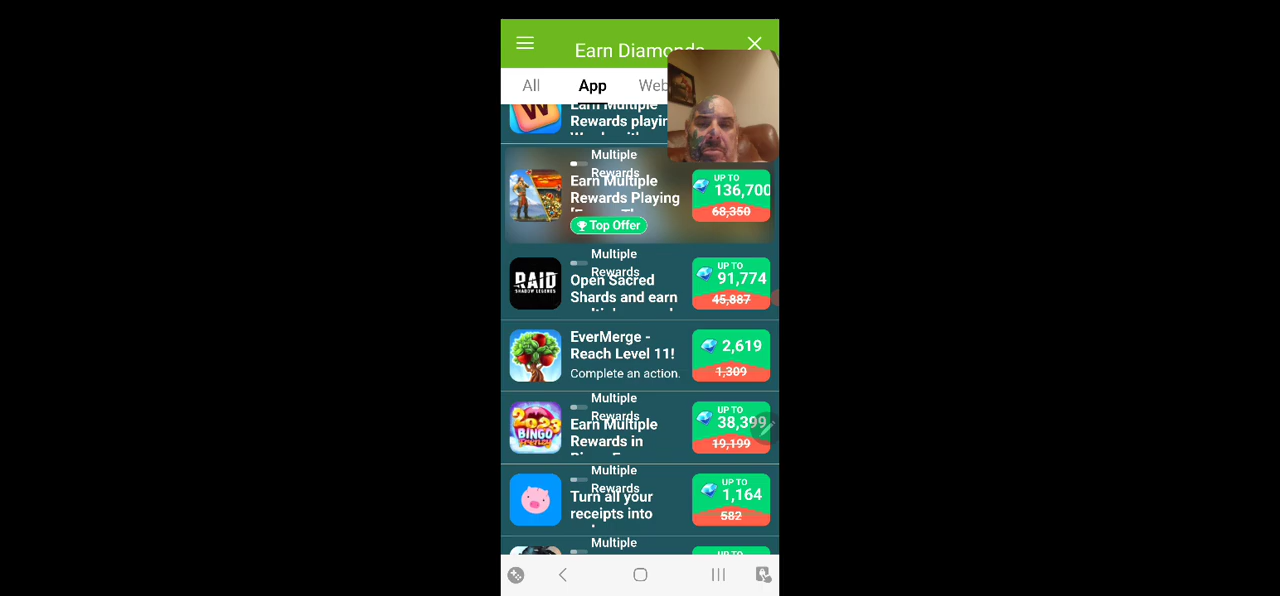 Earn Diamonds
All
App
Web
Earn Multiple
Rewards playin
Multiple
Rewards
Earn Multiple
Rewards Playing
Top Offer
UP TO
136,700
68,350
RAID
SHADOW LEGENDS
Multiple
Rewards
Open Sacred
Shards and earn
UP TO
91,774
45,887
EverMerge -
Reach Level 11!
Complete an action.
2,619
1,309
2023
BINGO
Multiple
Rewards
Earn Multiple
Rewards in
UP TO
38,399
19,199
Multiple
Rewards
Turn all your
receipts into
UP TO
1,164
582
Multiple
UP TO